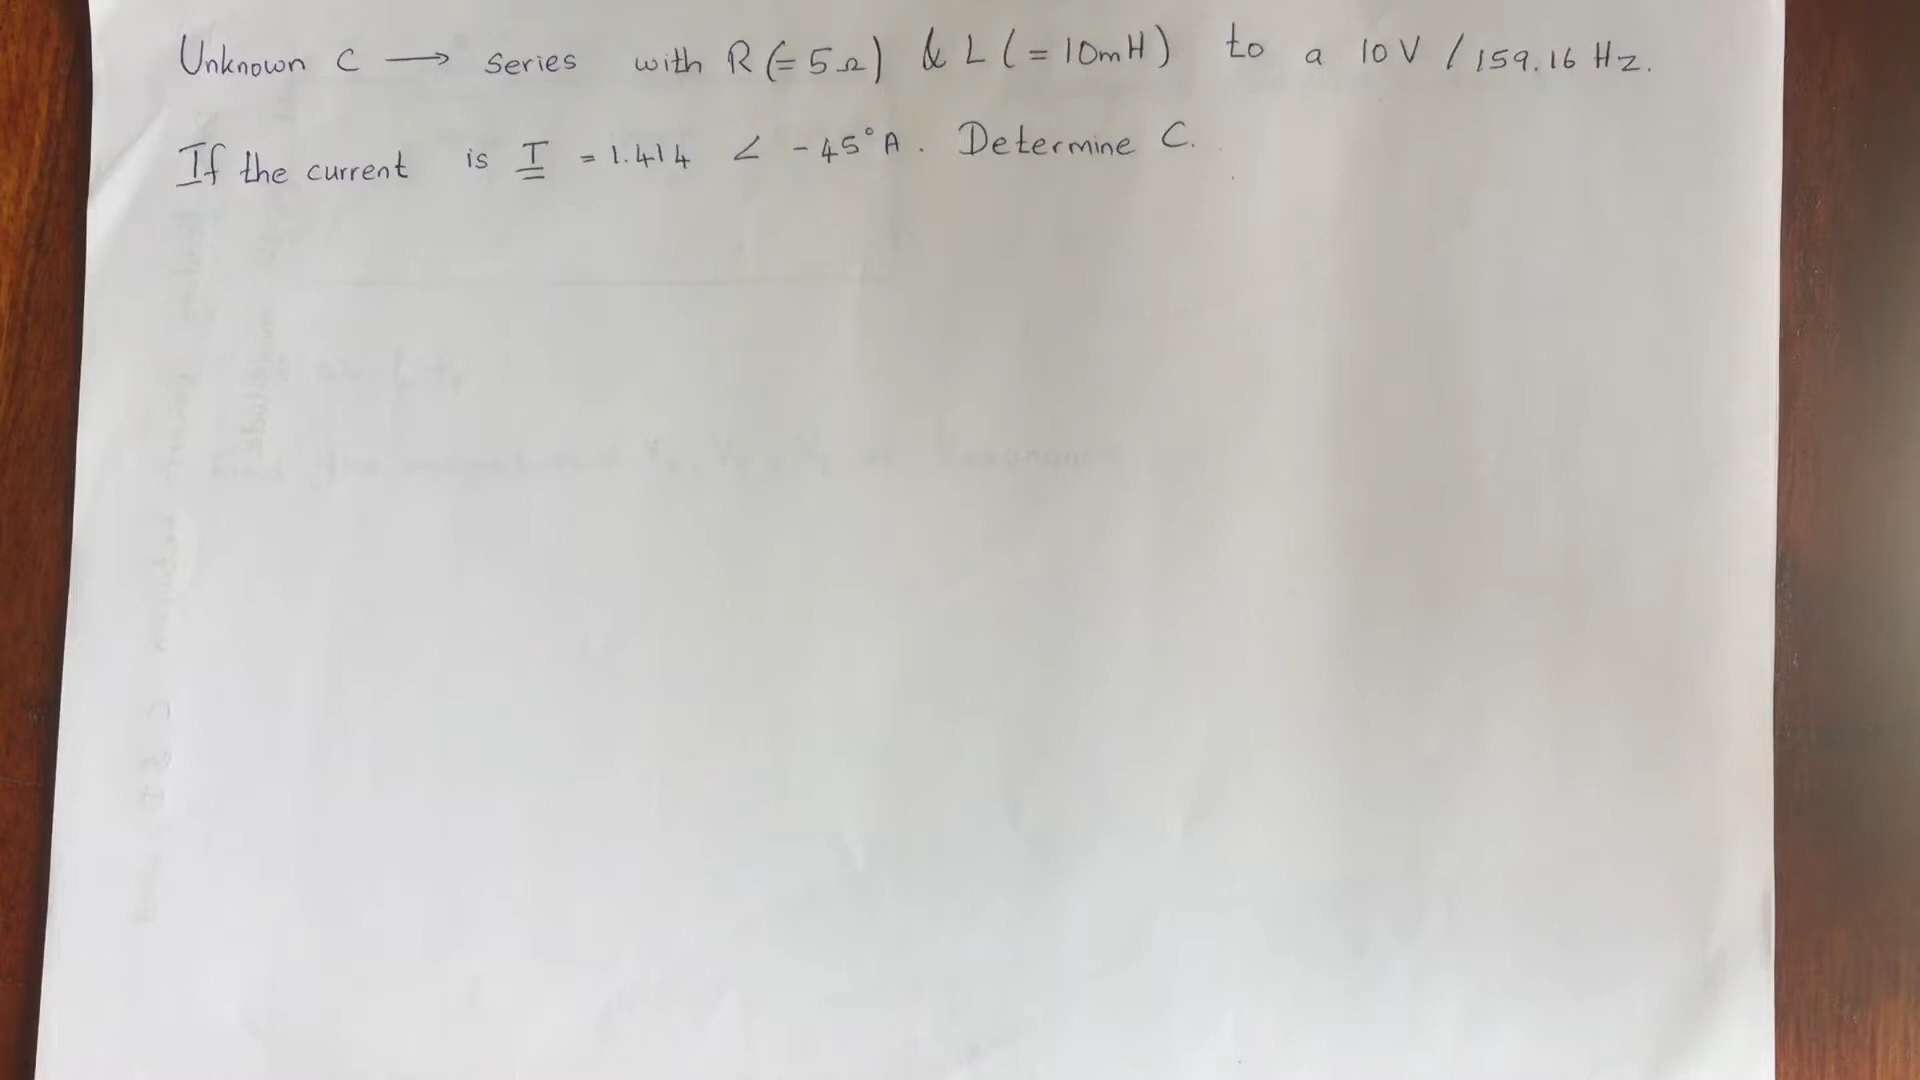 Unknown C → series with R (= 5Ω) & L (= 10mH) to a 10 V / 159.16 Hz.
If the current is I = 1.414 ∠ -45° A. Determine C.